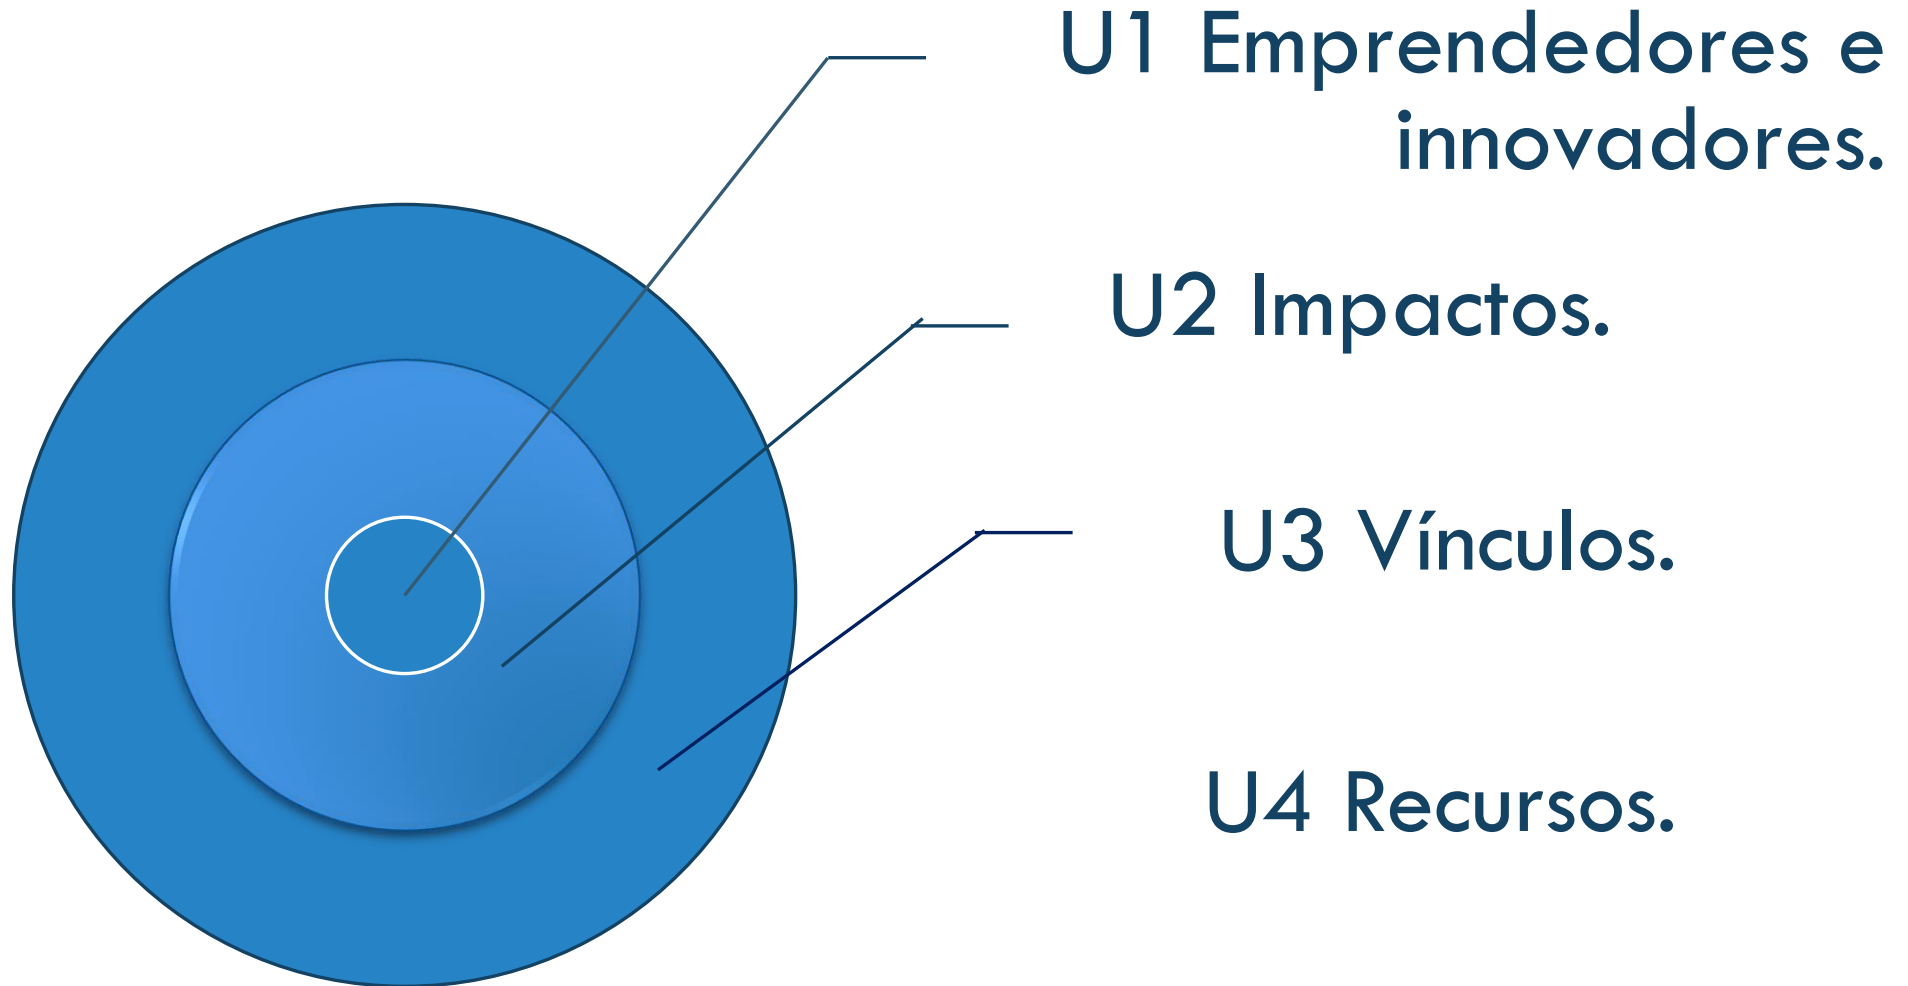 U1 Emprendedores e
innovadores.
U2 Impactos.
U3 Vínculos.
U4 Recursos.